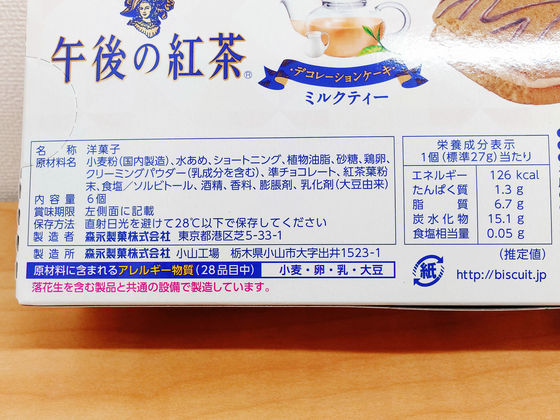 午後の紅茶®
デコレーションケーキ
ミルクティー
名称 洋菓子
原材料名 小麦粉(国内製造)、水あめ、ショートニング、植物油脂、砂糖、鶏卵、
クリーミングパウダー(乳成分を含む)、準チョコレート、紅茶葉粉
末、食塩/ソルビトール、酒精、香料、膨脹剤、乳化剤(大豆由来)
内容量 6個
賞味期限 左側面に記載
保存方法 直射日光を避けて28℃以下で保存してください
製造者 森永製菓株式会社 東京都港区芝5-33-1
製造所 森永製菓株式会社 小山工場 栃木県小山市大字出井1523-1
原材料に含まれるアレルギー物質(28品目中) 小麦・卵・乳・大豆
落花生を含む製品と共通の設備で製造しています。
栄養成分表示
1個(標準27g)当たり
エネルギー 126 kcal
たんぱく質 1.3 g
脂質 6.7 g
炭水化物 15.1 g
食塩相当量 0.05 g
(推定値)
紙
http://biscuit.jp